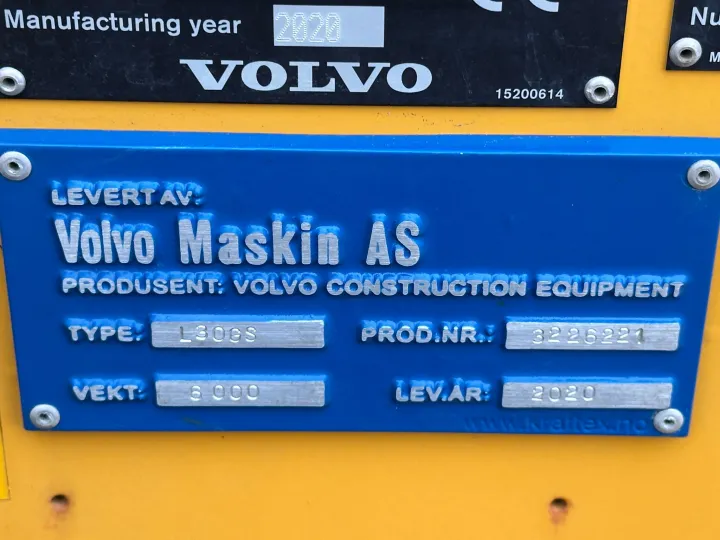 Manufacturing year 2020
VOLVO
15200614
Nu
LEVERT AV:
Volvo Maskin AS
PRODUSENT: VOLVO CONSTRUCTION EQUIPMENT
TYPE: L30GS PROD.NR.: 3226221
VEKT: 6000 LEV.ÅR: 2020
www.kraftex.no